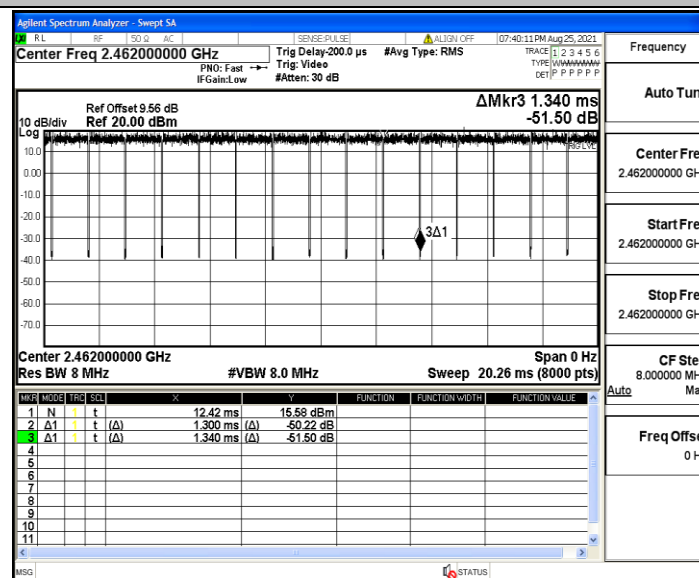 Agilent Spectrum Analyzer - Swept SA
RL RF 50 Ω AC SENSE:PULSE ALIGN OFF 07:40:11 PM Aug 25, 2021
Center Freq 2.462000000 GHz
PNO: Fast
IFGain:Low
Trig Delay-200.0 µs
Trig: Video
#Atten: 30 dB
#Avg Type: RMS
TRACE 1 2 3 4 5 6
TYPE
DET P P P P P P
Frequency
Auto Tun
Center Fre
2.462000000 GH
Start Fre
2.462000000 GH
Stop Fre
2.462000000 GH
CF Ste
8.000000 MH
Auto Ma
Freq Offse
0 H
ΔMkr3 1.340 ms
-51.50 dB
Ref Offset 9.56 dB
10 dB/div Ref 20.00 dBm
Log
10.0
0.00
-10.0
-20.0
-30.0
-40.0
-50.0
-60.0
-70.0
3Δ1
Center 2.462000000 GHz Span 0 Hz
Res BW 8 MHz #VBW 8.0 MHz Sweep 20.26 ms (8000 pts)
MKR MODE TRC SCL X Y FUNCTION FUNCTION WIDTH FUNCTION VALUE
1 N 1 t 12.42 ms 15.58 dBm
2 Δ1 1 t (Δ) 1.300 ms (Δ) -50.22 dB
3 Δ1 1 t (Δ) 1.340 ms (Δ) -51.50 dB
4
5
6
7
8
9
10
11
MSG STATUS